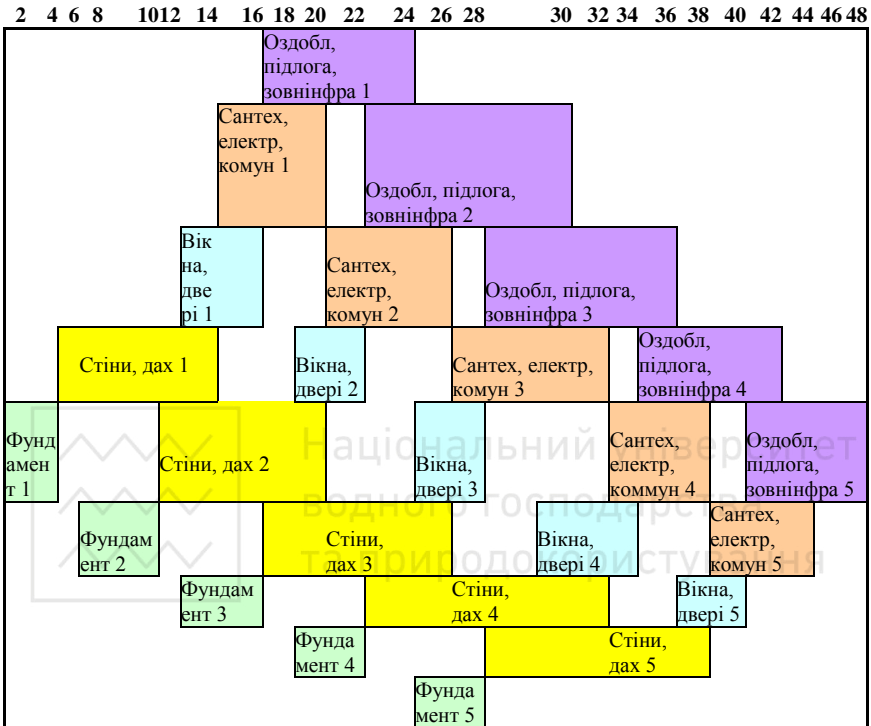 2 4 6 8 1012 14 16 18 20 22 24 26 28 30 32 34 36 38 40 42 44 46 48
Оздобл,
підлога,
зовнінфра 1
Сантех,
електр,
комун 1
Оздобл, підлога,
зовнінфра 2
Вік
на,
две
рі 1
Сантех,
електр,
комун 2
Оздобл, підлога,
зовнінфра 3
Стіни, дах 1
Вікна,
двері 2
Сантех, електр,
комун 3
Оздобл,
підлога,
зовнінфра 4
Фунд
амен
т 1
Стіни, дах 2
Вікна,
двері 3
Сантех,
електр,
коммун 4
Оздобл,
підлога,
зовнінфра 5
Фундам
ент 2
Стіни,
дах 3
Вікна,
двері 4
Сантех,
електр,
комун 5
Фундам
ент 3
Стіни,
дах 4
Вікна,
двері 5
Фунда
мент 4
Стіни,
дах 5
Фунда
мент 5
Національний університет
водного господарства
та природокористування